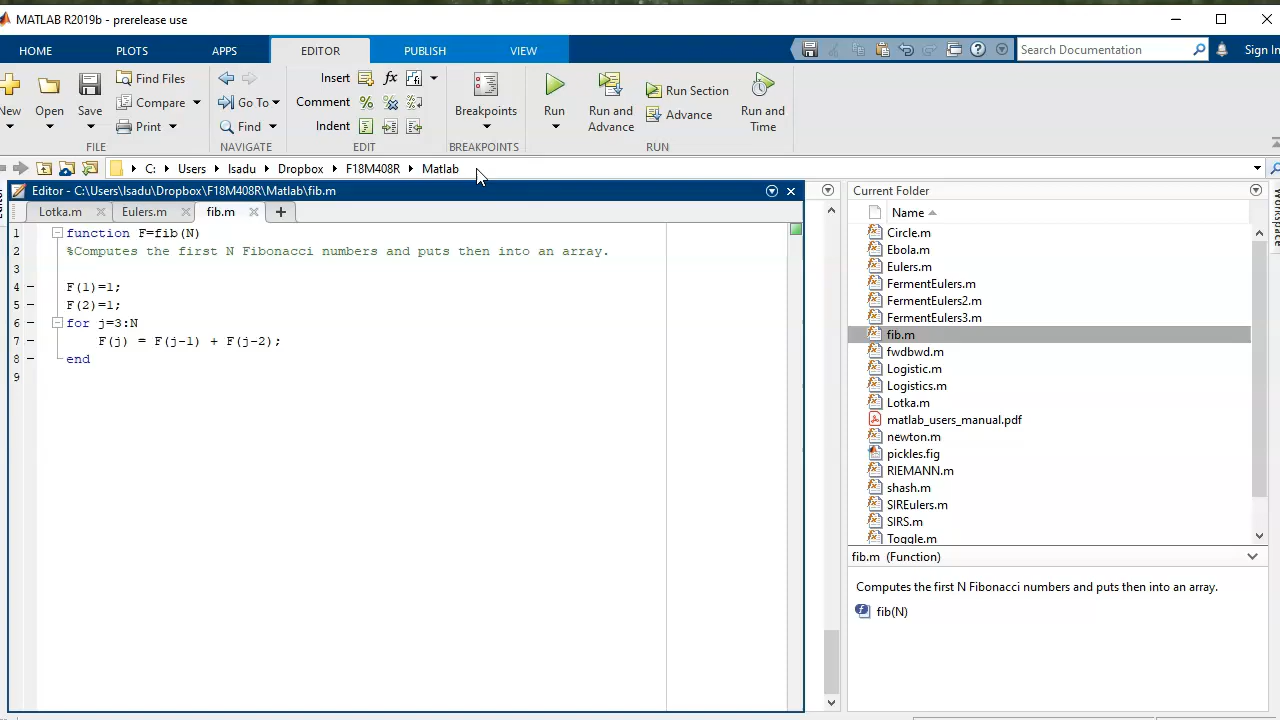 MATLAB R2019b - prerelease use
HOME PLOTS APPS EDITOR PUBLISH VIEW Search Documentation Sign In
New Open Save Find Files Compare Print
FILE
Go To Find
NAVIGATE
Insert fx
Comment
Indent
EDIT
Breakpoints
BREAKPOINTS
Run Run and Advance Run Section Advance Run and Time
RUN
C: Users Isadu Dropbox F18M408R Matlab
Editor - C:\Users\Isadu\Dropbox\F18M408R\Matlab\fib.m
Lotka.m Eulers.m fib.m
1 function F=fib(N)
2 %Computes the first N Fibonacci numbers and puts then into an array.
3
4 F(1)=1;
5 F(2)=1;
6 for j=3:N
7 F(j) = F(j-1) + F(j-2);
8 end
9
Current Folder
Name
Circle.m
Ebola.m
Eulers.m
FermentEulers.m
FermentEulers2.m
FermentEulers3.m
fib.m
fwdbwd.m
Logistic.m
Logistics.m
Lotka.m
matlab_users_manual.pdf
newton.m
pickles.fig
RIEMANN.m
shash.m
SIREulers.m
SIRS.m
Toggle.m
fib.m (Function)
Computes the first N Fibonacci numbers and puts then into an array.
fib(N)
Workspace